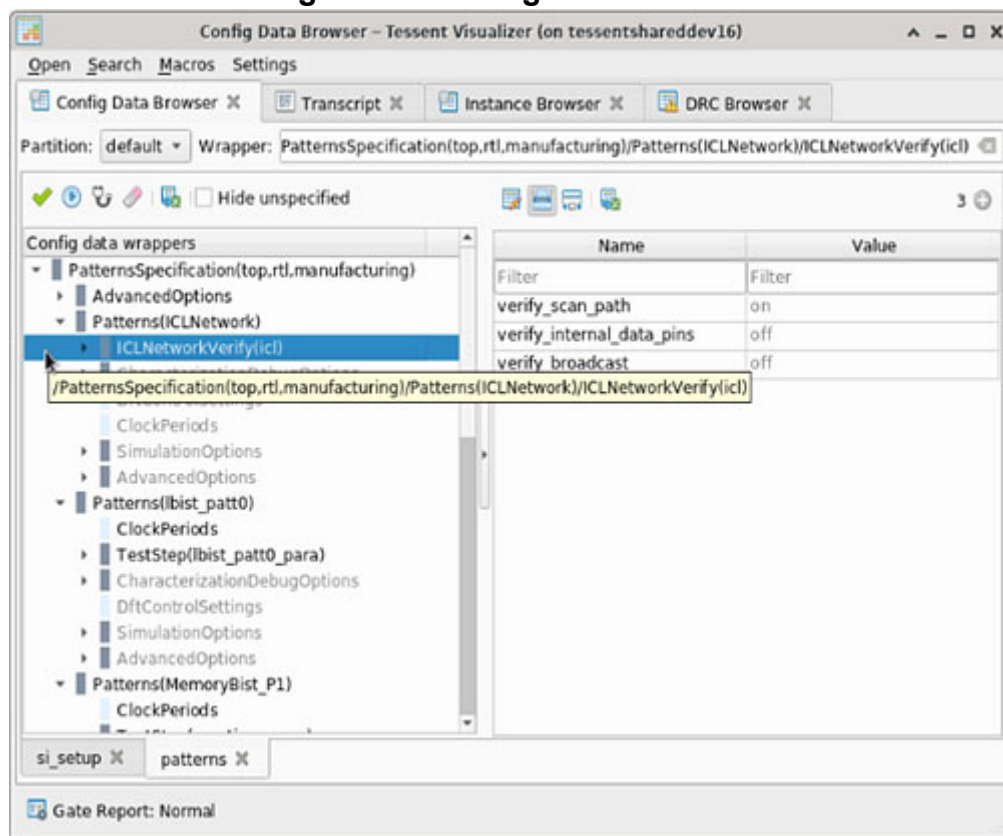 Config Data Browser – Tessent Visualizer (on tessentshareddev16)
Open Search Macros Settings
Config Data Browser Transcript Instance Browser DRC Browser
Partition: default Wrapper: PatternsSpecification(top,rtl,manufacturing)/Patterns(ICLNetwork)/ICLNetworkVerify(icl)
Hide unspecified 3
Config data wrappers
PatternsSpecification(top,rtl,manufacturing)
AdvancedOptions
Patterns(ICLNetwork)
ICLNetworkVerify(icl)
/PatternsSpecification(top,rtl,manufacturing)/Patterns(ICLNetwork)/ICLNetworkVerify(icl)
ClockPeriods
SimulationOptions
AdvancedOptions
Patterns(lbist_patt0)
ClockPeriods
TestStep(lbist_patt0_para)
CharacterizationDebugOptions
DftControlSettings
SimulationOptions
AdvancedOptions
Patterns(MemoryBist_P1)
ClockPeriods
Name Value
Filter Filter
verify_scan_path on
verify_internal_data_pins off
verify_broadcast off
si_setup patterns
Gate Report: Normal